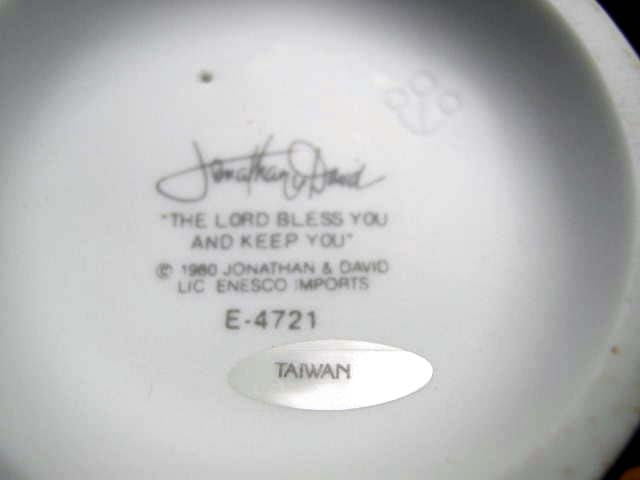 Jonathan & David
"THE LORD BLESS YOU
AND KEEP YOU"
© 1980 JONATHAN & DAVID
LIC ENESCO IMPORTS
E-4721
TAIWAN